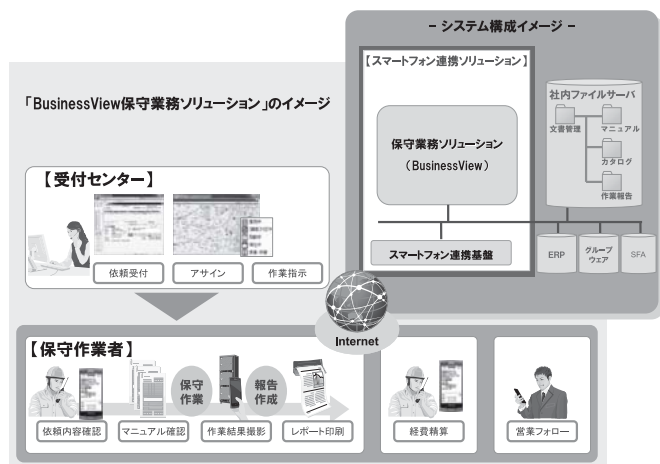 - システム構成イメージ -
【スマートフォン連携ソリューション】
保守業務ソリューション
(BusinessView)
スマートフォン連携基盤
社内ファイルサーバ
文書管理
マニュアル
カタログ
作業報告
ERP
グループ
ウェア
SFA
「BusinessView保守業務ソリューション」のイメージ
【受付センター】
依頼受付
アサイン
作業指示
Internet
【保守作業者】
保守
作業
報告
作成
依頼内容確認
マニュアル確認
作業結果撮影
レポート印刷
経費精算
営業フォロー